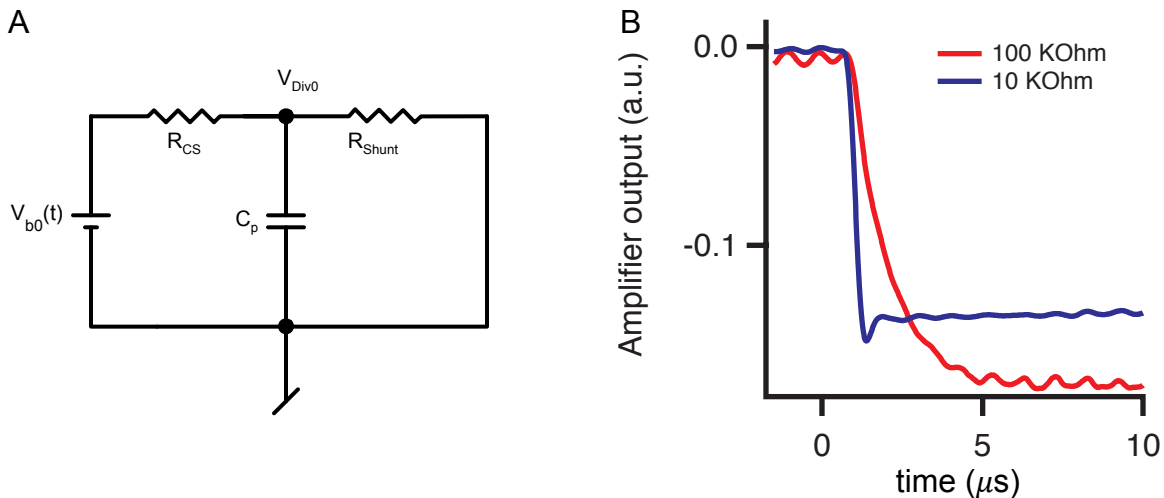 A
V_Div0
R_CS
R_Shunt
V_b0(t)
C_p
B
0.0
-0.1
Amplifier output (a.u.)
100 KOhm
10 KOhm
0
5
10
time (μs)